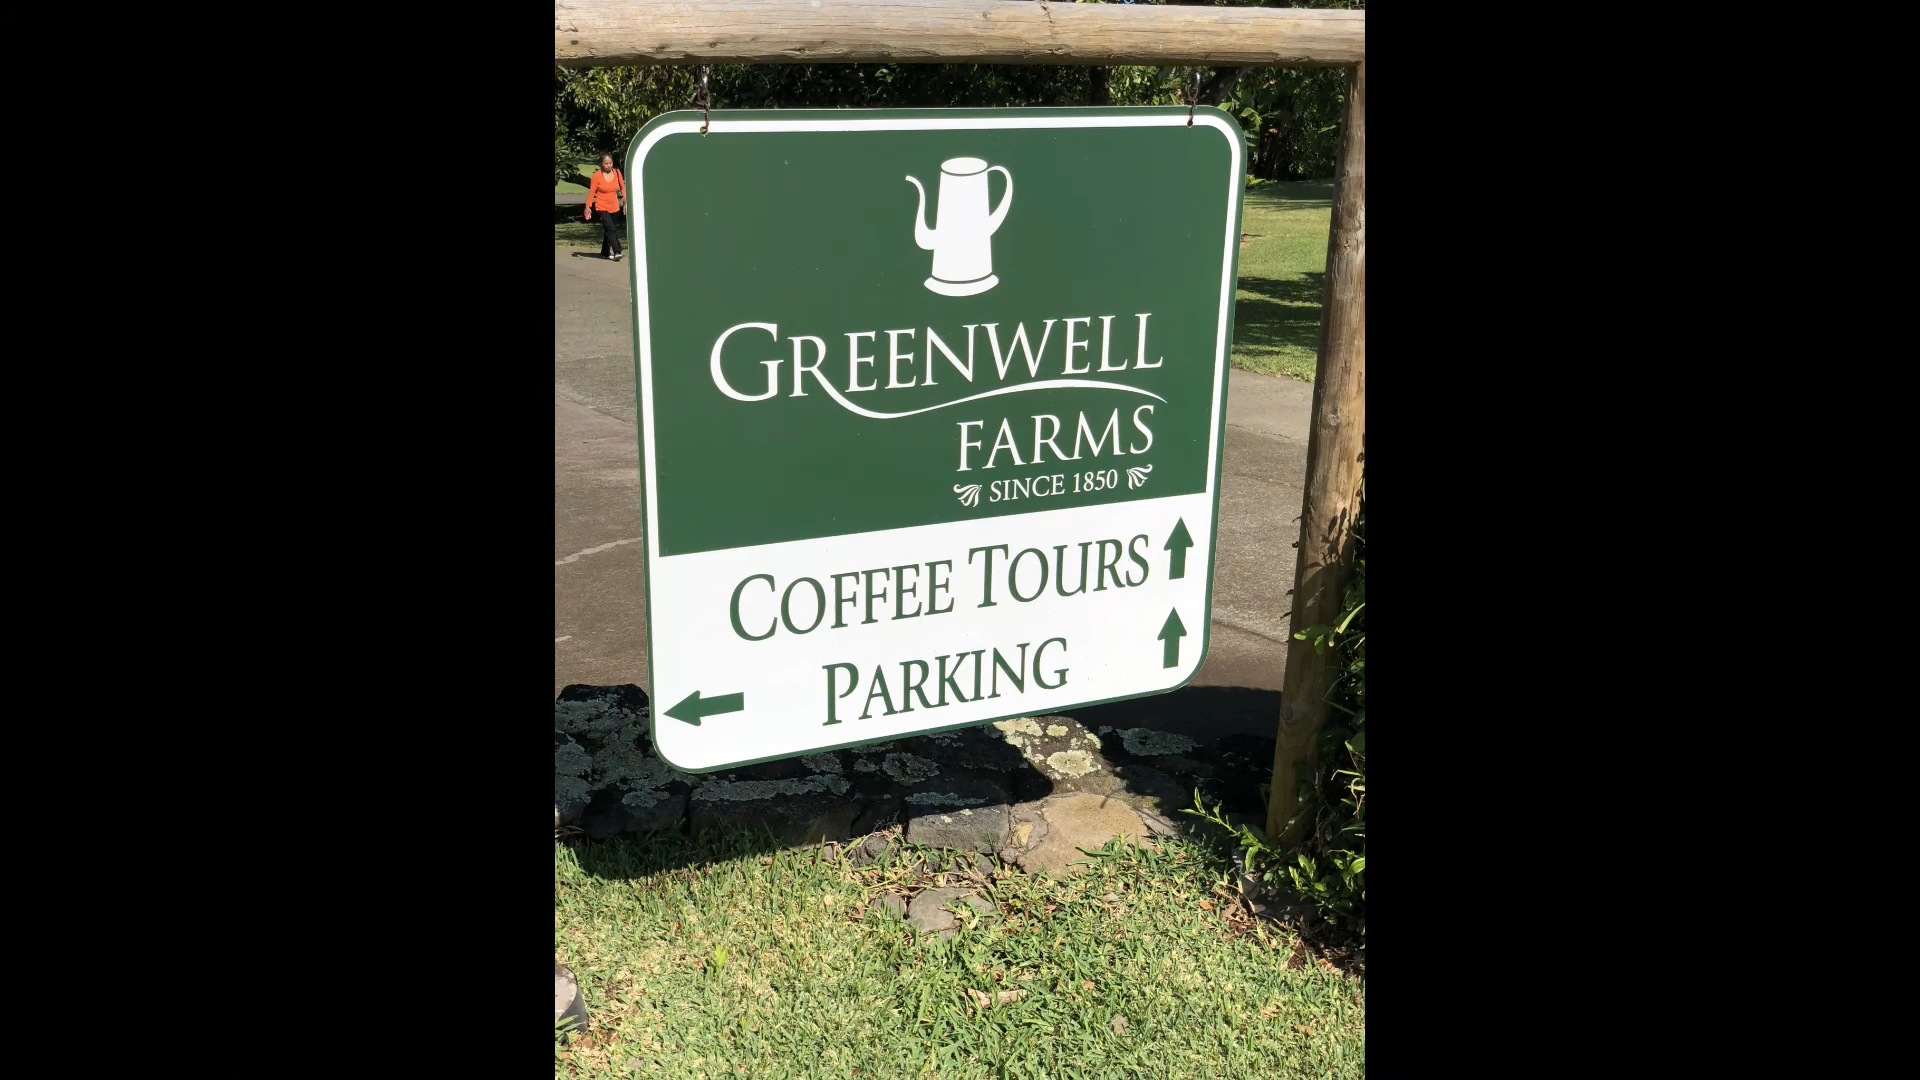 GREENWELL
FARMS
SINCE 1850
COFFEE TOURS
PARKING